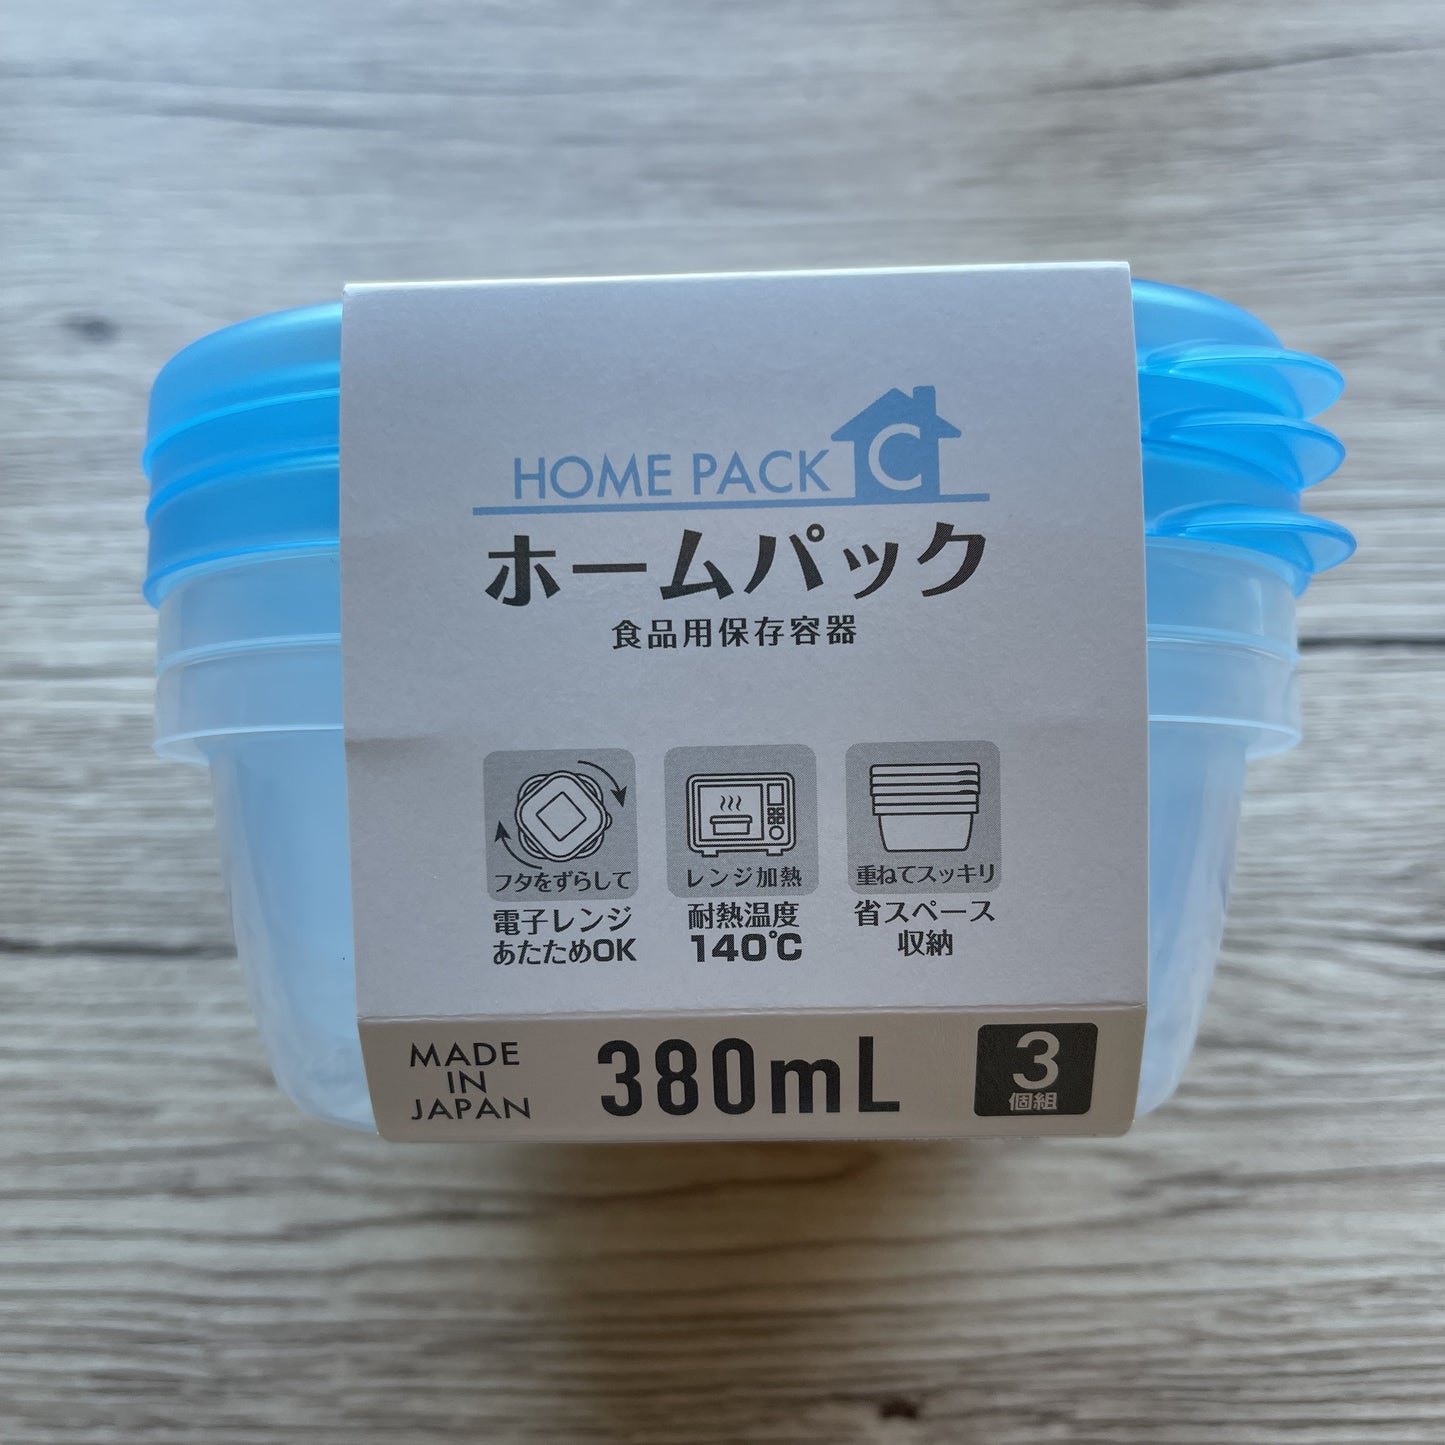 HOME PACK C
ホームパック
食品用保存容器
フタをずらして
電子レンジ
あたためOK
レンジ加熱
耐熱温度
140℃
重ねてスッキリ
省スペース
収納
MADE
IN
JAPAN
380mL
3
個組